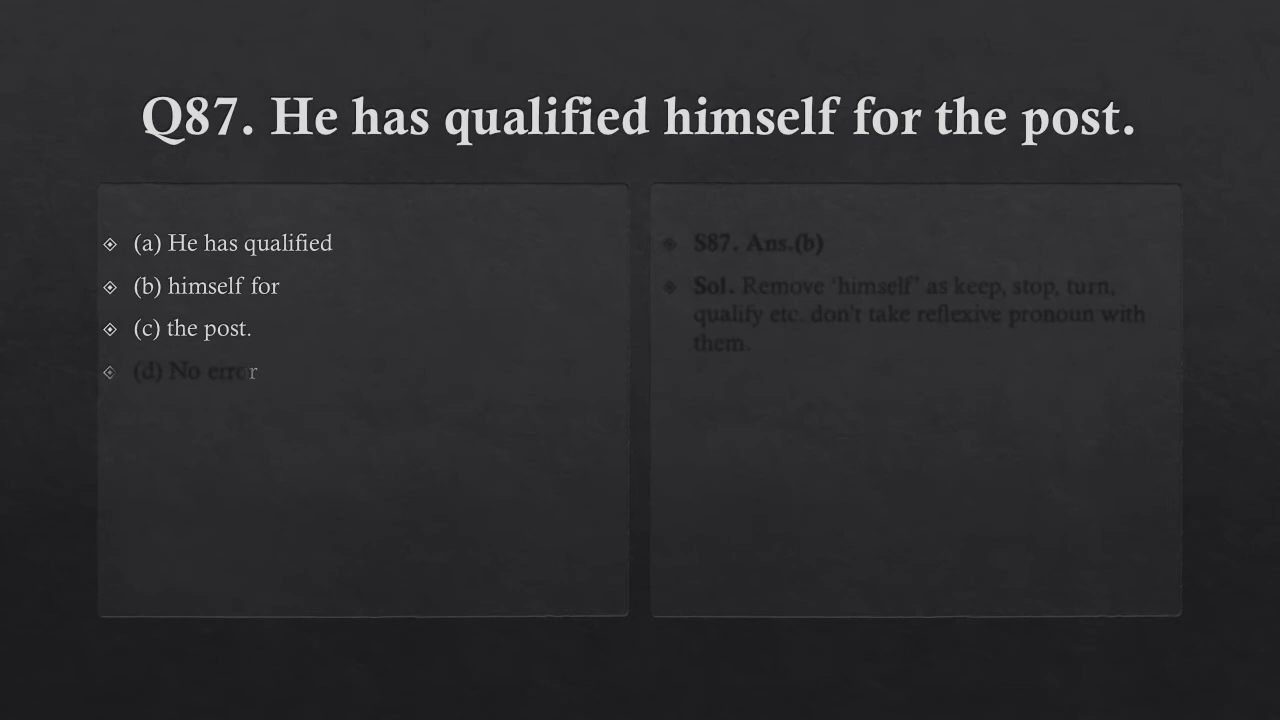 Q87. He has qualified himself for the post.
(a) He has qualified
(b) himself for
(c) the post.
(d) No error
S87. Ans.(b)
Sol. Remove 'himself' as keep, stop, turn,
qualify etc. don't take reflexive pronoun with
them.